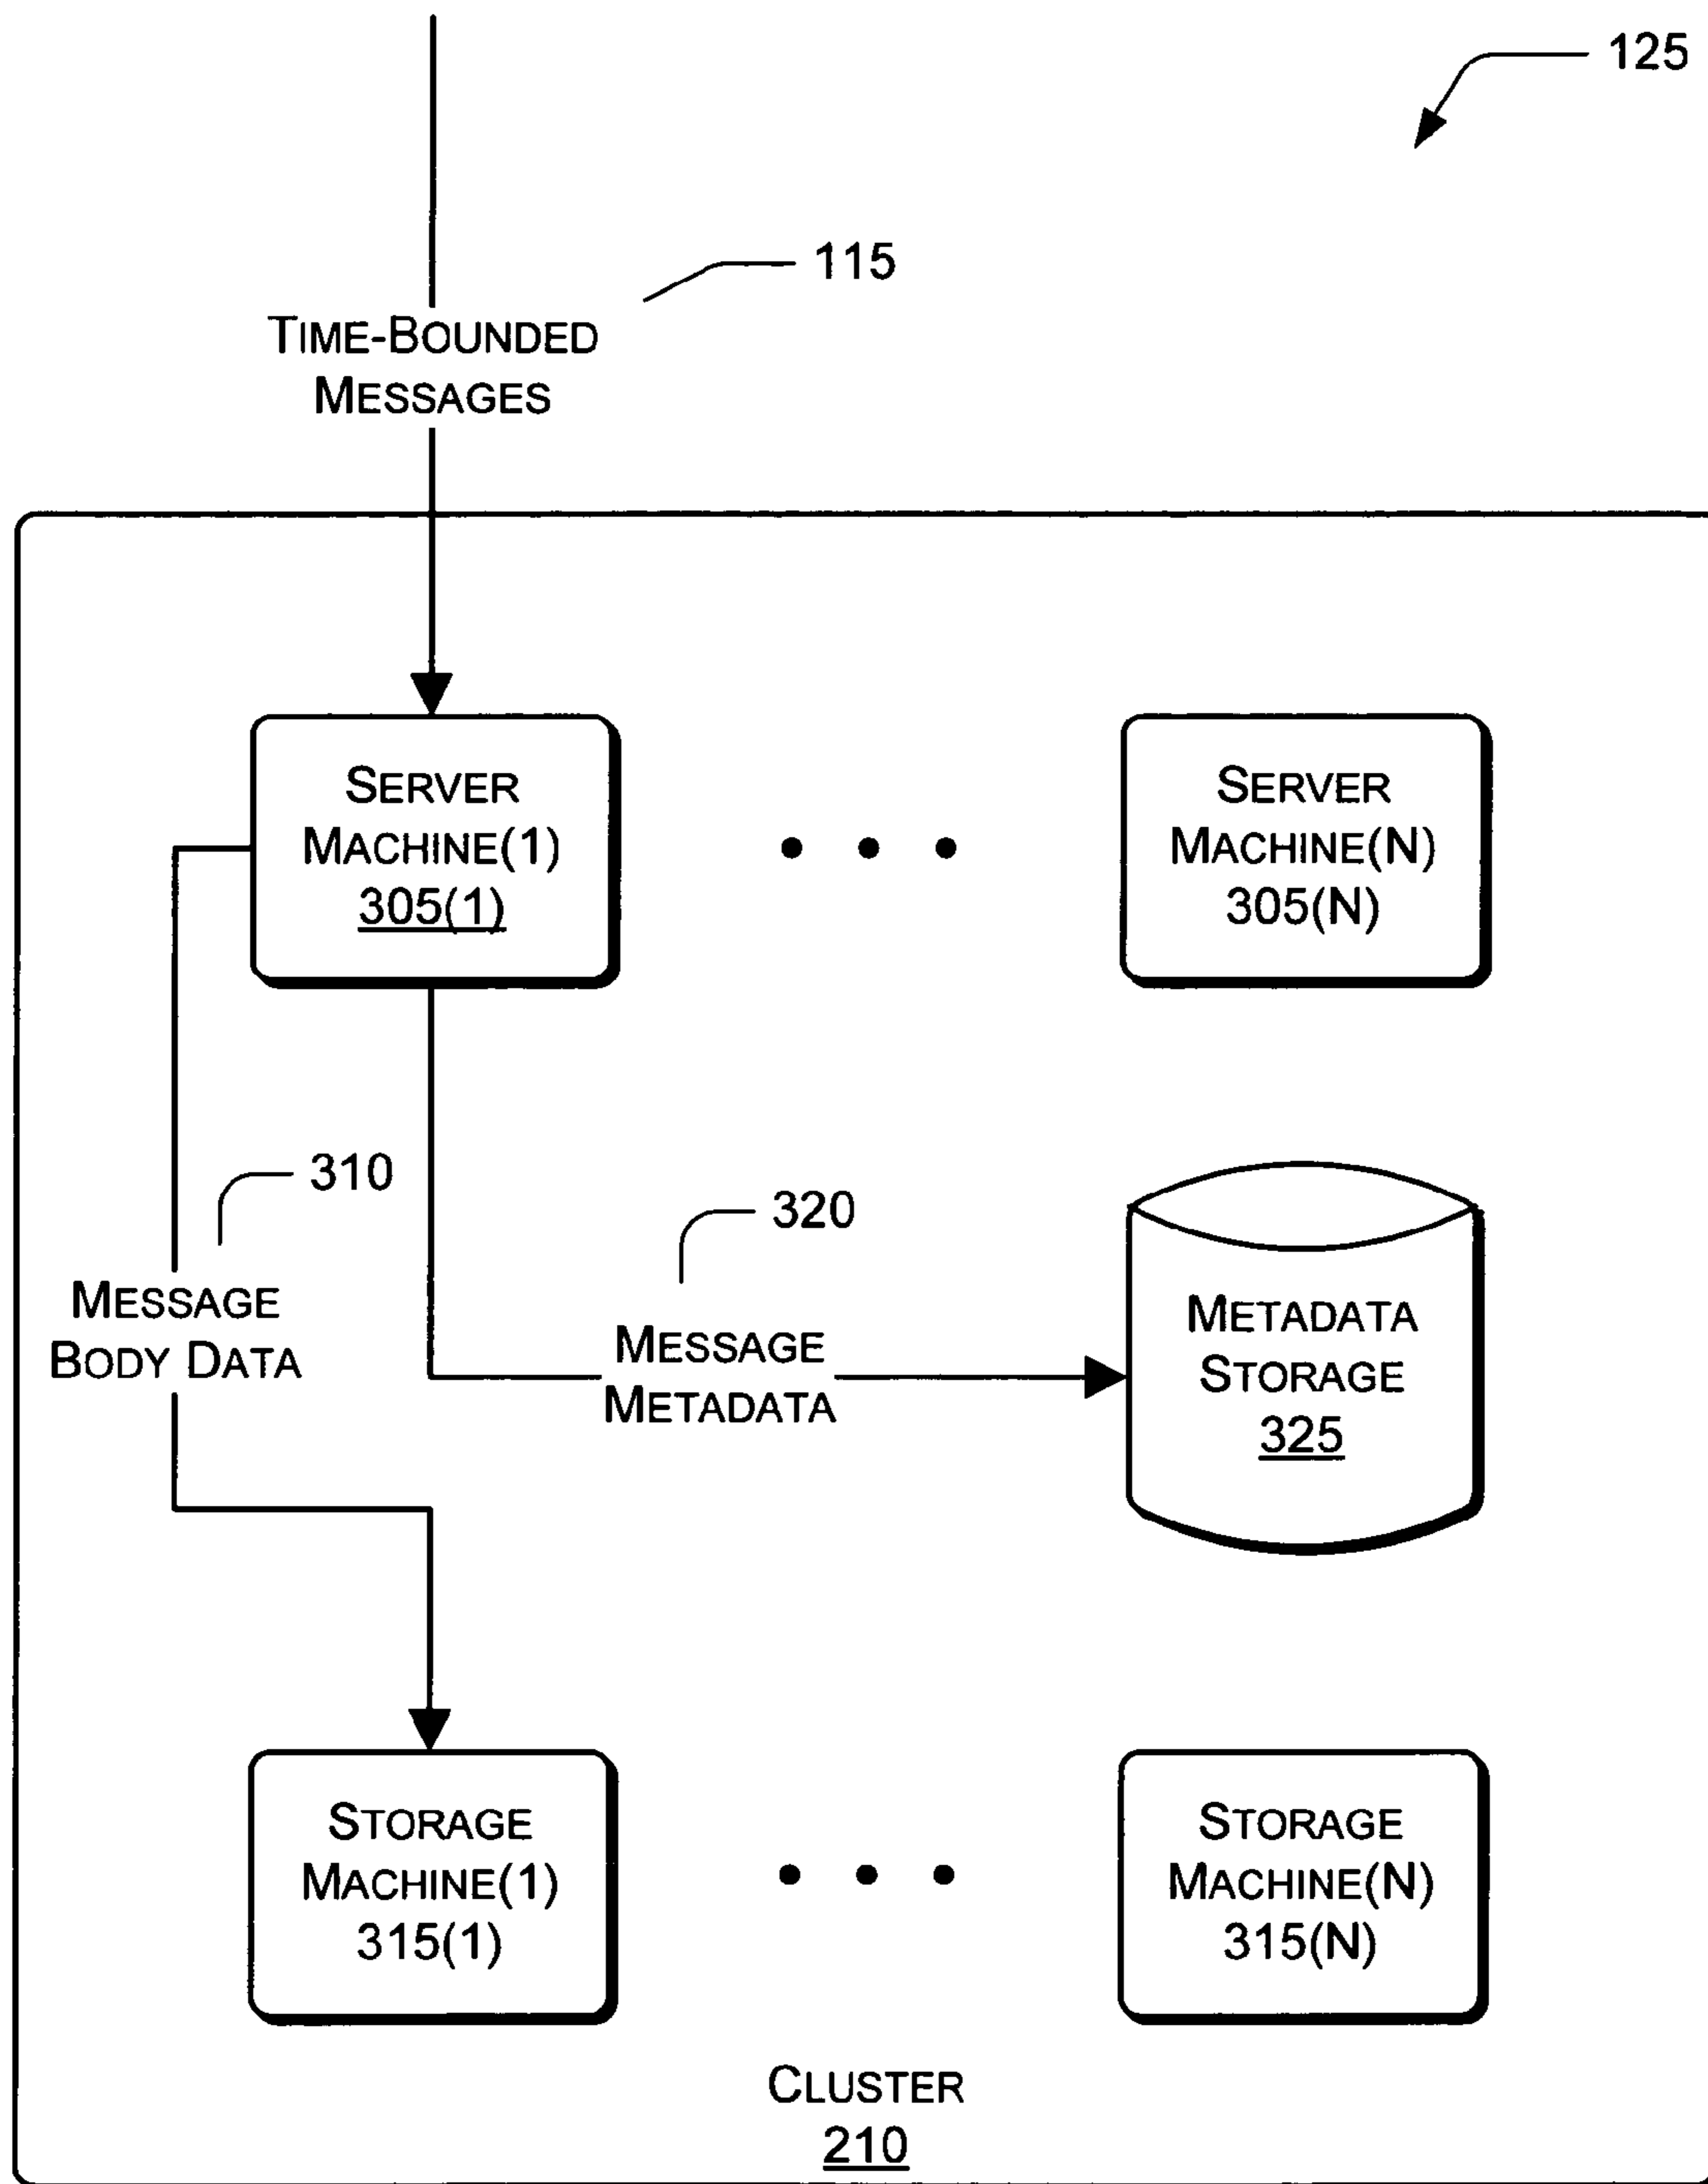 125
115
TIME-BOUNDED
MESSAGES
SERVER
MACHINE(1)
305(1)
SERVER
MACHINE(N)
305(N)
310
320
MESSAGE
BODY DATA
MESSAGE
METADATA
METADATA
STORAGE
325
STORAGE
MACHINE(1)
315(1)
STORAGE
MACHINE(N)
315(N)
CLUSTER
210